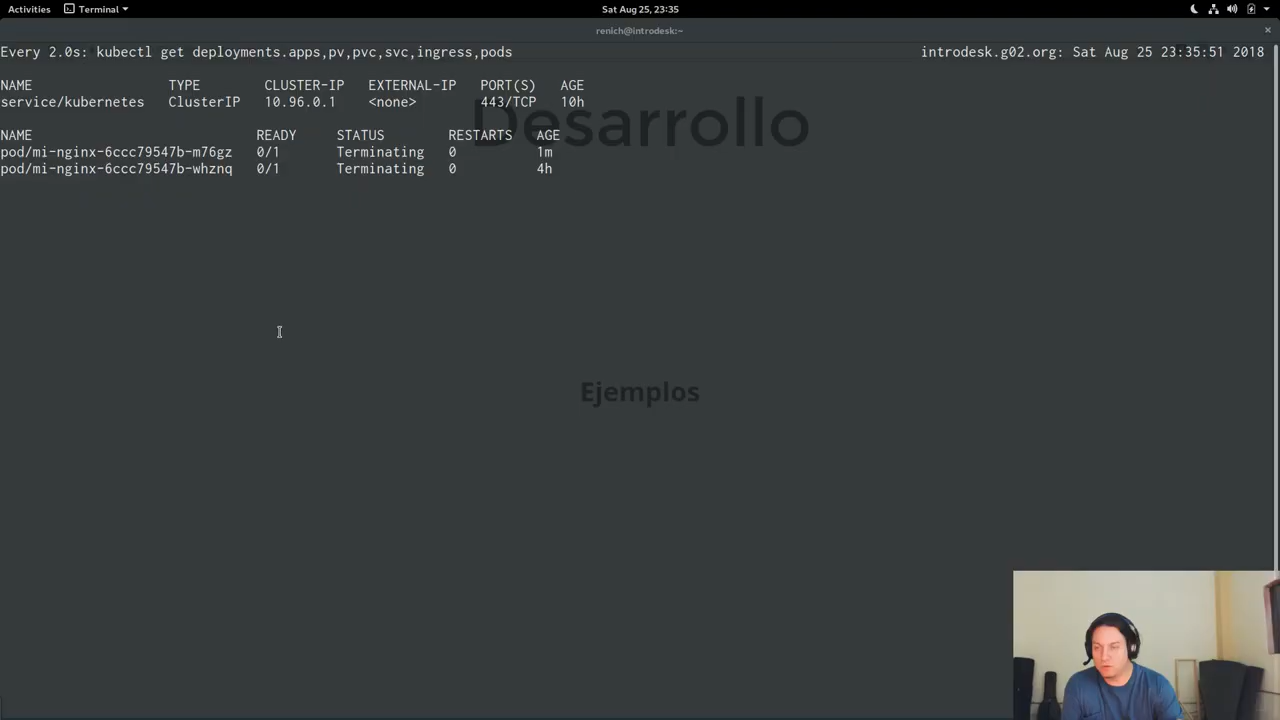 Activities Terminal Sat Aug 25, 23:35
renich@introdesk:~ ×
Every 2.0s: kubectl get deployments.apps,pv,pvc,svc,ingress,pods introdesk.g02.org: Sat Aug 25 23:35:51 2018
NAME TYPE CLUSTER-IP EXTERNAL-IP PORT(S) AGE
service/kubernetes ClusterIP 10.96.0.1 <none> 443/TCP 10h
Desarrollo
NAME READY STATUS RESTARTS AGE
pod/mi-nginx-6ccc79547b-m76gz 0/1 Terminating 0 1m
pod/mi-nginx-6ccc79547b-whznq 0/1 Terminating 0 4h
Ejemplos